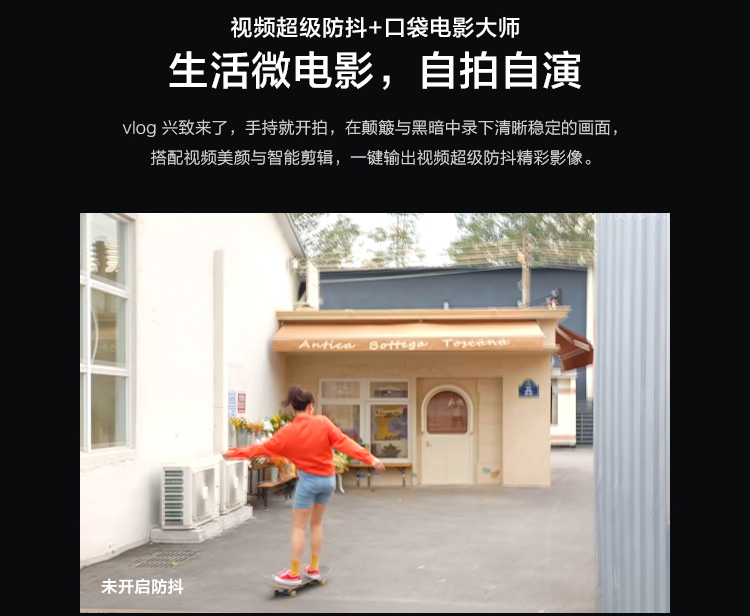 视频超级防抖+口袋电影大师
生活微电影，自拍自演
vlog 兴致来了，手持就开拍，在颠簸与黑暗中录下清晰稳定的画面，
搭配视频美颜与智能剪辑，一键输出视频超级防抖精彩影像。
Antica Bottega Toscana
未开启防抖